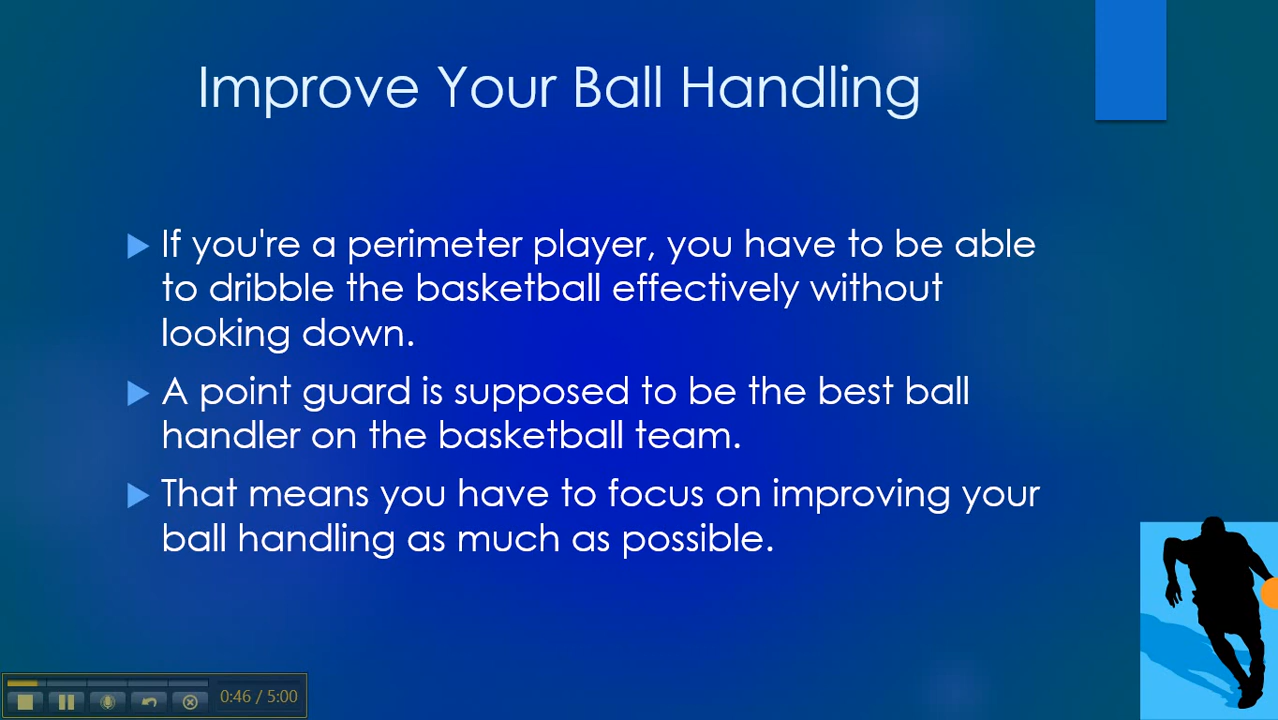 Improve Your Ball Handling
If you're a perimeter player, you have to be able
to dribble the basketball effectively without
looking down.
A point guard is supposed to be the best ball
handler on the basketball team.
That means you have to focus on improving your
ball handling as much as possible.
0:46 / 5:00